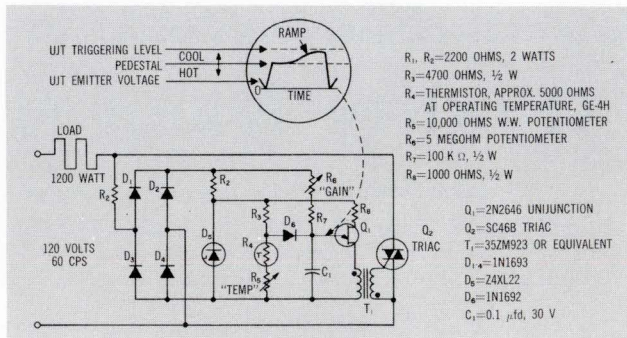 UJT TRIGGERING LEVEL
PEDESTAL
UJT EMITTER VOLTAGE
COOL
HOT
RAMP
0
TIME
R₁, R₂=2200 OHMS, 2 WATTS
R₃=4700 OHMS, ½ W
R₄=THERMISTOR, APPROX. 5000 OHMS
AT OPERATING TEMPERATURE, GE-4H
R₅=10,000 OHMS W.W. POTENTIOMETER
R₆=5 MEGOHM POTENTIOMETER
R₇=100 K Ω, ½ W
R₈=1000 OHMS, ½ W
LOAD
1200 WATT
120 VOLTS
60 CPS
R₂
D₁
D₂
D₃
D₄
R₂
D₅
R₃
R₄
T
R₅
"TEMP"
D₆
R₆
"GAIN"
R₇
C₁
R₈
Q₁
T₁
Q₂
TRIAC
Q₁=2N2646 UNIJUNCTION
Q₂=SC46B TRIAC
T₁=35ZM923 OR EQUIVALENT
D₁₋₄=1N1693
D₅=Z4XL22
D₆=1N1692
C₁=0.1 μfd, 30 V